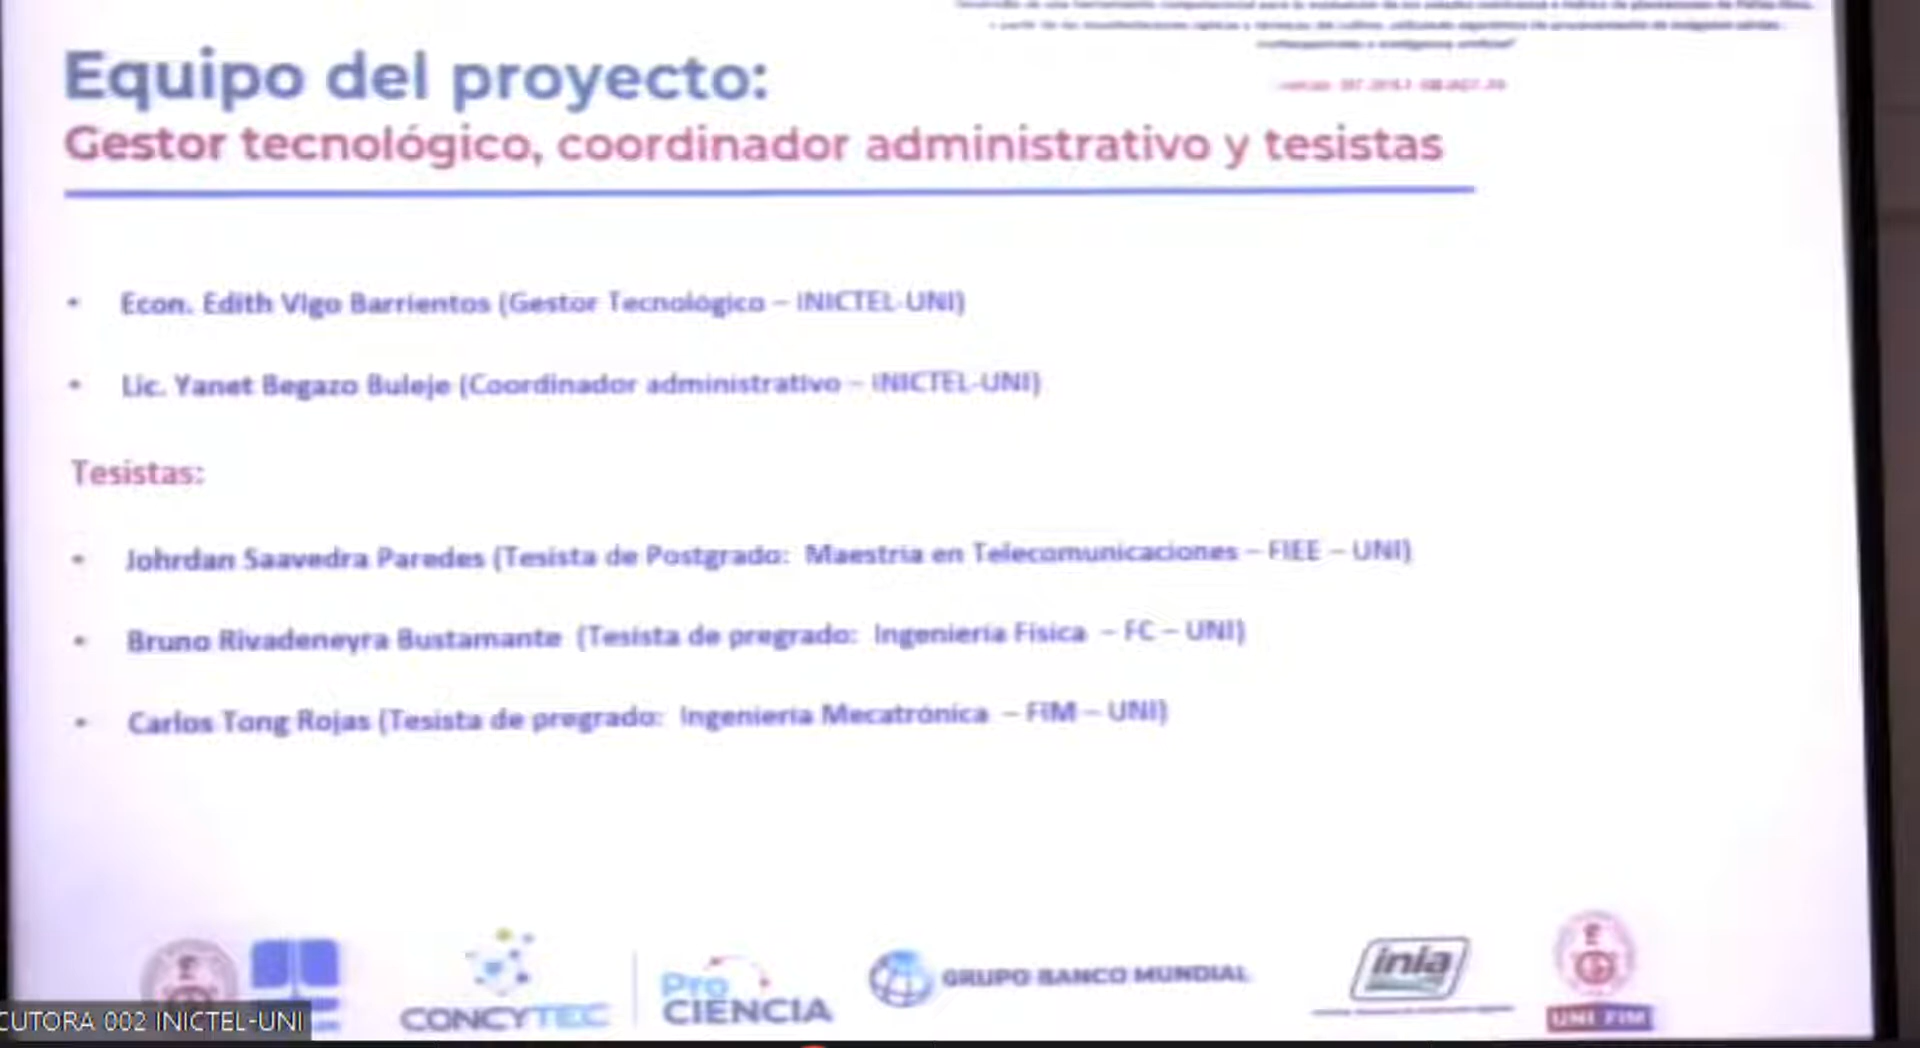 Equipo del proyecto:
Gestor tecnológico, coordinador administrativo y tesistas
• Econ. Edith Vigo Barrientos (Gestor Tecnológico – INICTEL-UNI)
• Lic. Yanet Begazo Buleje (Coordinador administrativo – INICTEL-UNI)
Tesistas:
• Johrdan Saavedra Paredes (Tesista de Postgrado: Maestria en Telecomunicaciones – FIEE – UNI)
• Bruno Rivadeneyra Bustamante (Tesista de pregrado: Ingeniería Física – FC – UNI)
• Carlos Tong Rojas (Tesista de pregrado: Ingeniería Mecatrónica – FIM – UNI)
CONCYTEC
Pro
CIENCIA
GRUPO BANCO MUNDIAL
inia
UNI FIM
CUTORA 002 INICTEL-UNI